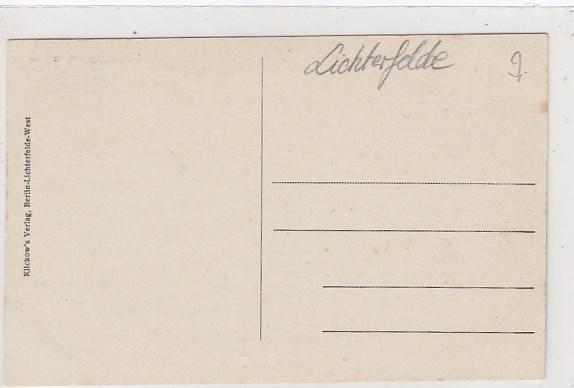 Lichterfelde
9,
Klickow's Verlag, Berlin-Lichterfelde-West